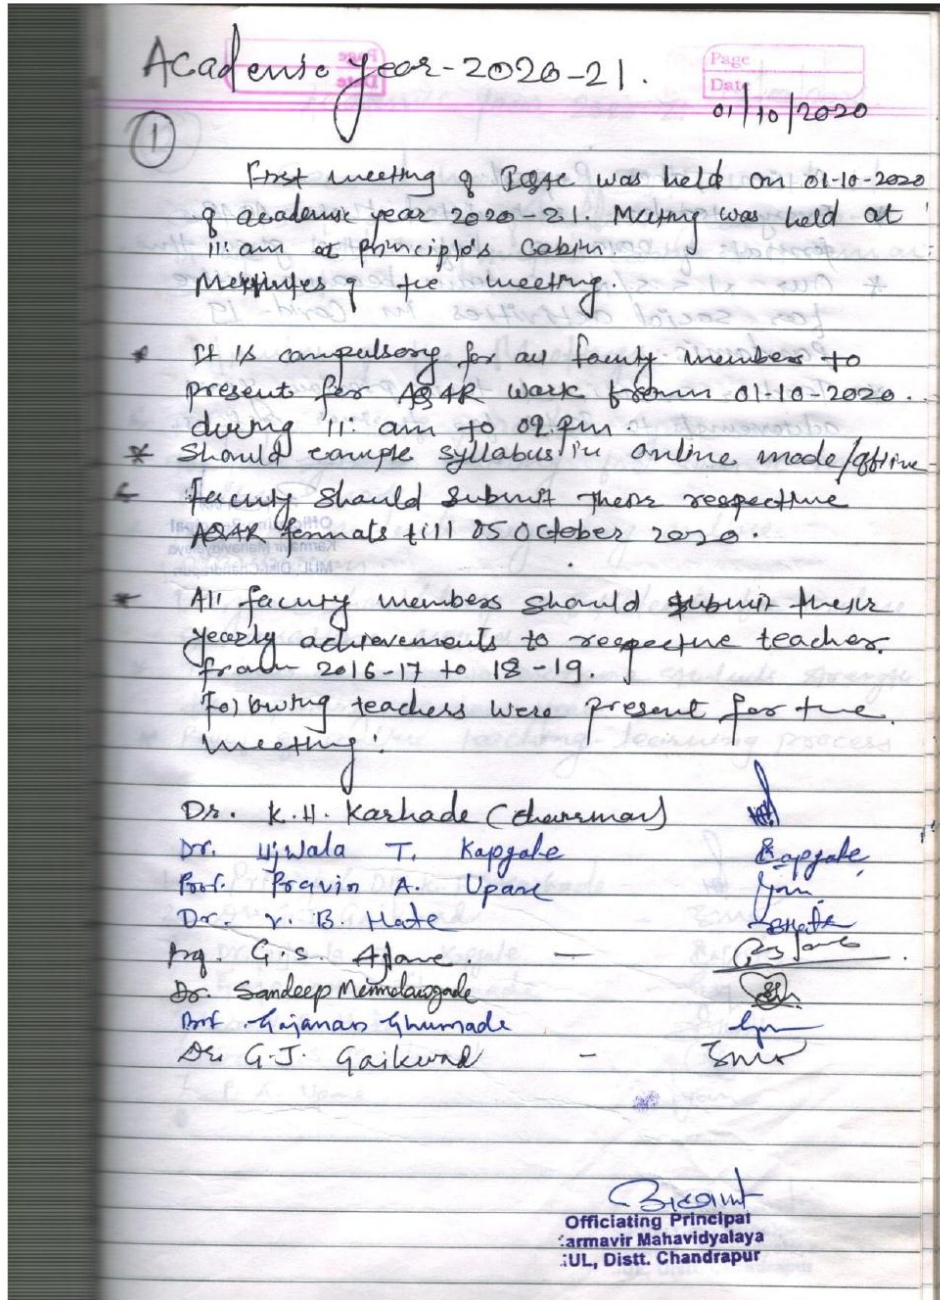 Academic year-2020-21.
Page
Date
01/10/2020
①
First meeting of IQAC was held on 01-10-2020
of academic year 2020-21. Meeting was held at
11:am at principle's Cabin
of the meeting.
* It is compulsory for all faculty members to
present for AQAR work from 01-10-2020.
during 11: am to 02.pm.
* Should syllabus in online mode/offline
Faculty should submit their respective
AQAR formats till 05 October 2020.
* All faculty members should submit their
yearly achievements to respective teacher.
from 2016-17 to 18-19.
Following teachers were present for the
meeting:
Dr. K.H. Karhade (Chairman)
Dr. Ujwala T. Kapgate Kapgate
Prof. Pravin A. Upare
Dr. V. B. Hate
G.S. Aglave. —
Dr. Sandeep
Prof. Gajanan Ghumade
Dr. G.J. Gaikwad —
Officiating Principal
armavir Mahavidyalaya
UL, Distt. Chandrapur